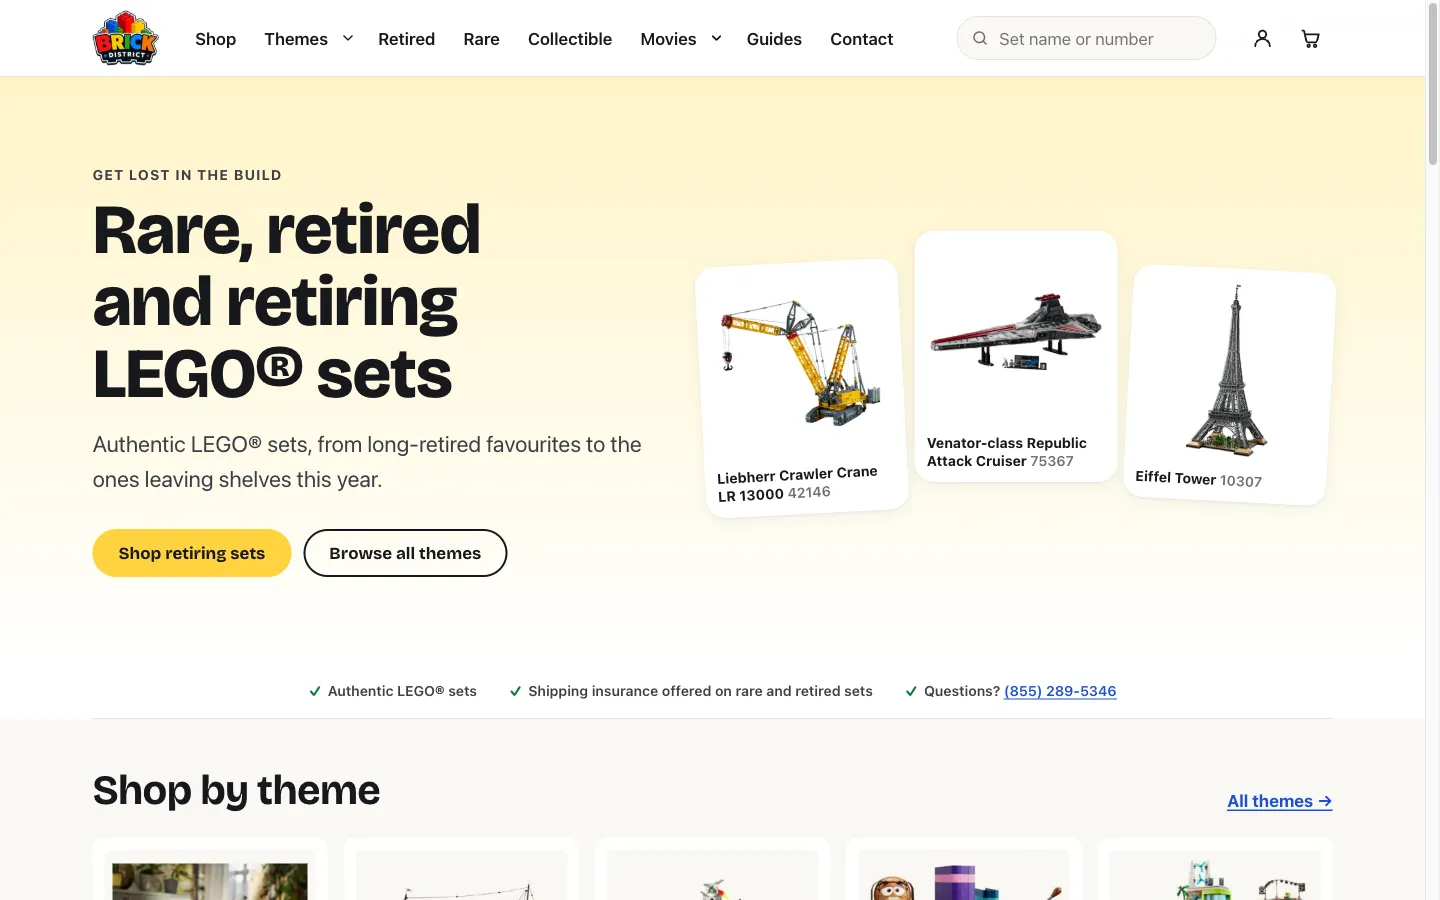 BRICK
DISTRICT
Shop
Themes
Retired
Rare
Collectible
Movies
Guides
Contact
Set name or number
GET LOST IN THE BUILD
Rare, retired
and retiring
LEGO® sets
Authentic LEGO® sets, from long-retired favourites to the
ones leaving shelves this year.
Shop retiring sets
Browse all themes
Liebherr Crawler Crane
LR 13000 42146
Venator-class Republic
Attack Cruiser 75367
Eiffel Tower 10307
Authentic LEGO® sets
Shipping insurance offered on rare and retired sets
Questions? (855) 289-5346
Shop by theme
All themes →